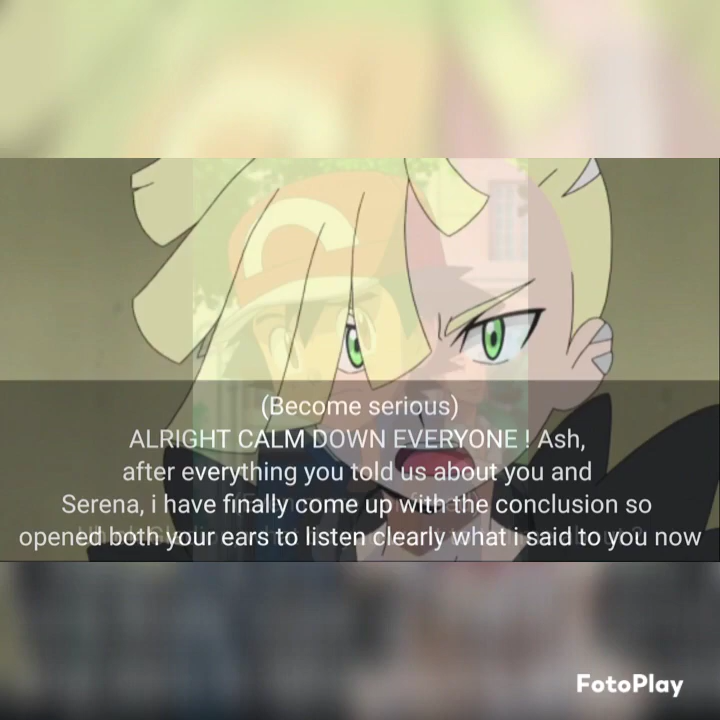 (Become serious)
ALRIGHT CALM DOWN EVERYONE ! Ash,
after everything you told us about you and
Serena, i have finally come up with the conclusion so
opened both your ears to listen clearly what i said to you now
FotoPlay